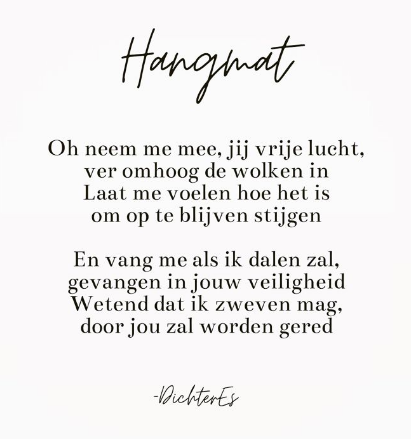 Hangmat
Oh neem me mee, jij vrije lucht,
ver omhoog de wolken in
Laat me voelen hoe het is
om op te blijven stijgen
En vang me als ik dalen zal,
gevangen in jouw veiligheid
Wetend dat ik zweven mag,
door jou zal worden gered
-DichterEs